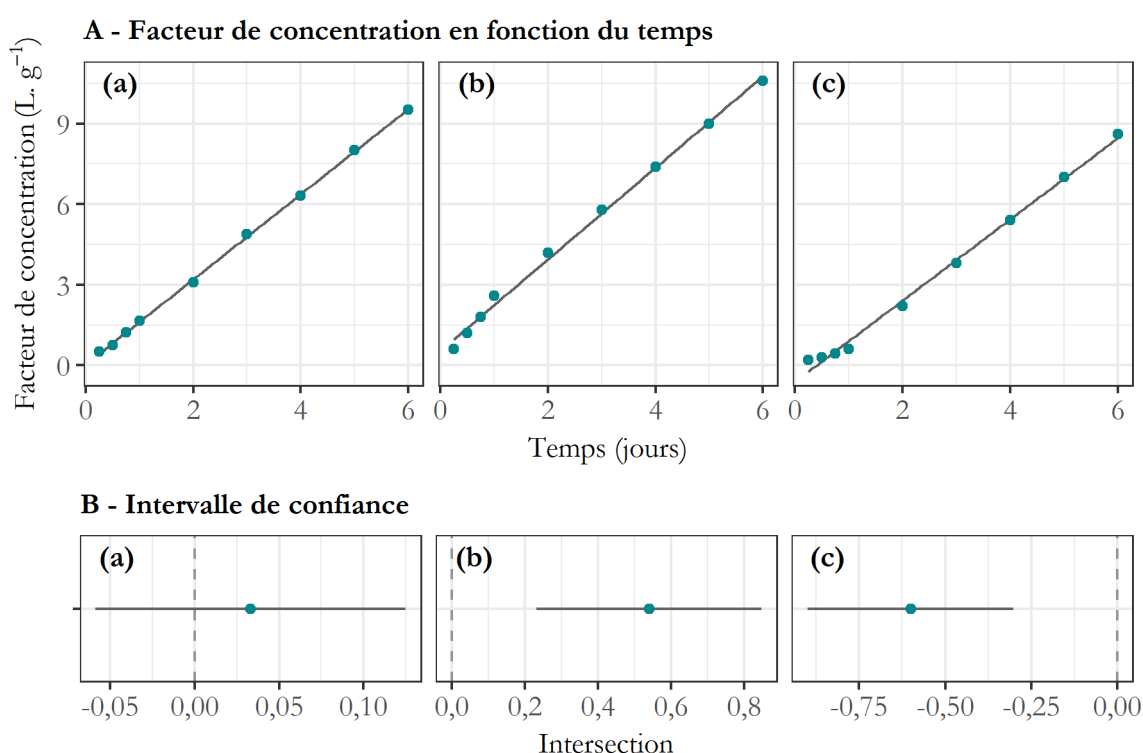 A - Facteur de concentration en fonction du temps
Facteur de concentration (L. g⁻¹)
(a) (b) (c)
9
6
3
0
0 2 4 6 0 2 4 6 0 2 4 6
Temps (jours)
B - Intervalle de confiance
(a) (b) (c)
-0,05 0,00 0,05 0,10 0,0 0,2 0,4 0,6 0,8 -0,75 -0,50 -0,25 0,00
Intersection